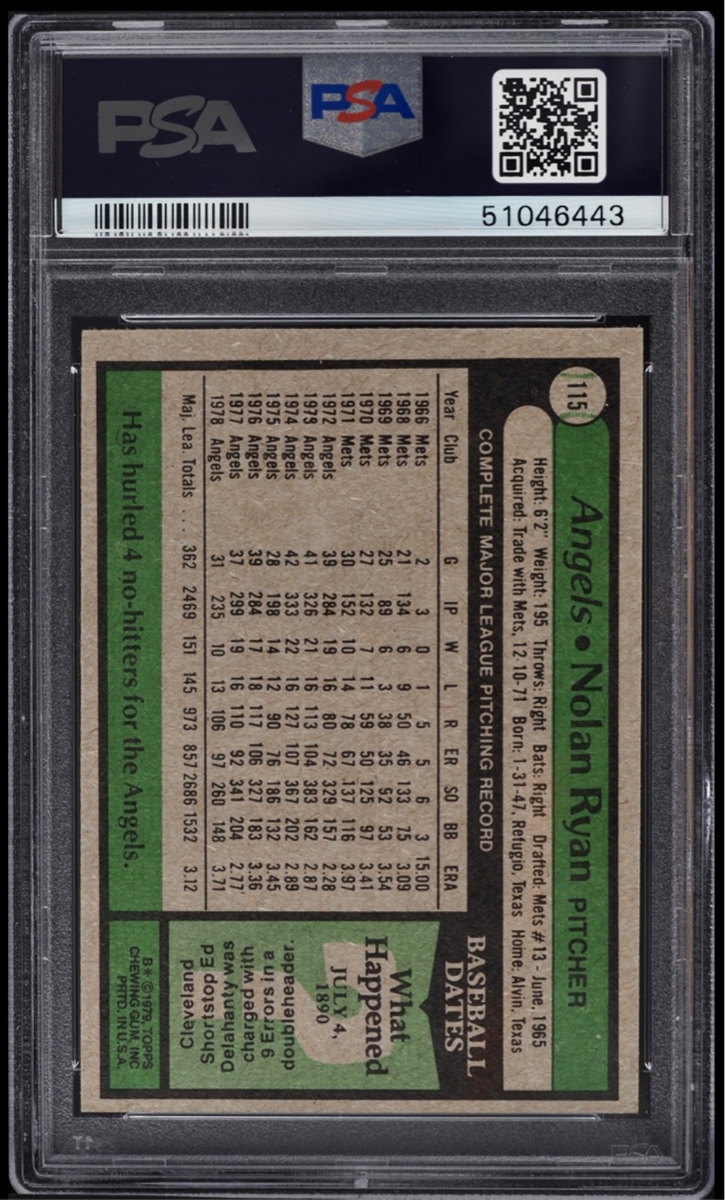 PSA
PSA
51046443
115
Angels • Nolan Ryan PITCHER
Height: 6'2" Weight: 195 Throws: Right Bats: Right Drafted: Mets #13 - June, 1965
Acquired: Trade with Mets, 12 10-71 Born: 1-31-47, Refugio, Texas Home: Alvin, Texas
COMPLETE MAJOR LEAGUE PITCHING RECORD
Year Club G IP W L R ER SO BB ERA
1966 Mets 2 3 0 1 5 5 6 3 15.00
1968 Mets 21 134 6 9 50 46 133 75 3.09
1969 Mets 25 89 6 3 38 35 92 53 3.54
1970 Mets 27 132 7 11 59 50 125 97 3.41
1971 Mets 30 152 10 14 78 67 137 116 3.97
1972 Angels 39 284 19 16 80 72 329 157 2.28
1973 Angels 41 326 21 16 113 104 383 162 2.87
1974 Angels 42 333 22 16 127 107 367 202 2.89
1975 Angels 28 198 14 12 90 76 186 132 3.45
1976 Angels 39 284 17 18 117 106 327 183 3.36
1977 Angels 37 299 19 16 110 92 341 204 2.77
1978 Angels 31 235 10 13 106 97 260 148 3.71
Maj. Lea. Totals . . . 362 2469 151 145 973 857 2686 1532 3.12
Has hurled 4 no-hitters for the Angels.
BASEBALL
DATES
What
Happened
JULY 4,
1890
Cleveland
Shortstop Ed
Delahanty was
charged with
9 Errors in a
doubleheader.
B* ©1979, TOPPS
CHEWING GUM, INC
PRTD. IN U.S.A.
PSA